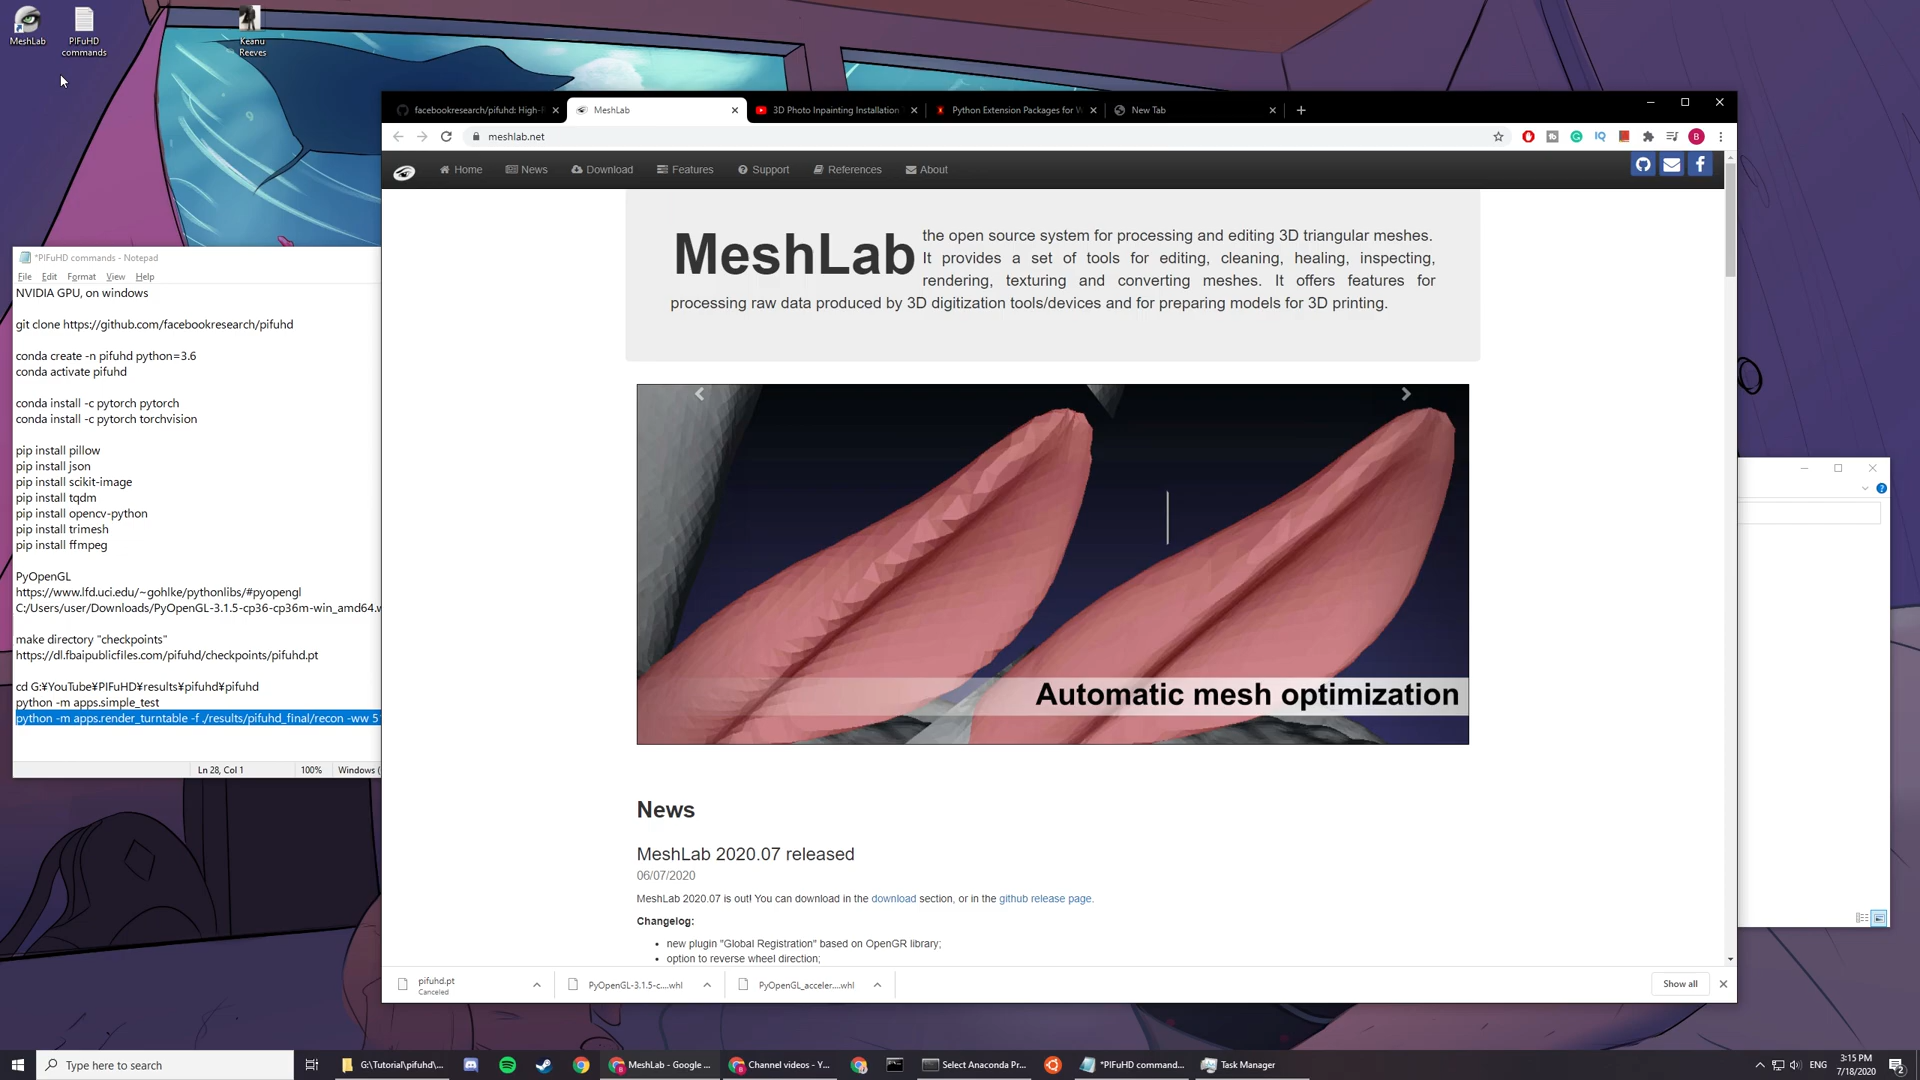 MeshLab
PIFuHD
commands
Keanu
Reeves
facebookresearch/pifuhd: High-F
MeshLab
3D Photo Inpainting Installation
Python Extension Packages for W
New Tab
meshlab.net
Home
News
Download
Features
Support
References
About
MeshLab
the open source system for processing and editing 3D triangular meshes.
It provides a set of tools for editing, cleaning, healing, inspecting,
rendering, texturing and converting meshes. It offers features for
processing raw data produced by 3D digitization tools/devices and for preparing models for 3D printing.
Automatic mesh optimization
News
MeshLab 2020.07 released
06/07/2020
MeshLab 2020.07 is out! You can download in the download section, or in the github release page.
Changelog:
new plugin "Global Registration" based on OpenGR library;
option to reverse wheel direction;
pifuhd.pt
Canceled
PyOpenGL-3.1.5-c....whl
PyOpenGL_acceler....whl
Show all
*PIFuHD commands - Notepad
File Edit Format View Help
NVIDIA GPU, on windows
git clone https://github.com/facebookresearch/pifuhd
conda create -n pifuhd python=3.6
conda activate pifuhd
conda install -c pytorch pytorch
conda install -c pytorch torchvision
pip install pillow
pip install json
pip install scikit-image
pip install tqdm
pip install opencv-python
pip install trimesh
pip install ffmpeg
PyOpenGL
https://www.lfd.uci.edu/~gohlke/pythonlibs/#pyopengl
C:/Users/user/Downloads/PyOpenGL-3.1.5-cp36-cp36m-win_amd64.w
make directory "checkpoints"
https://dl.fbaipublicfiles.com/pifuhd/checkpoints/pifuhd.pt
cd G:¥YouTube¥PIFuHD¥results¥pifuhd¥pifuhd
python -m apps.simple_test
python -m apps.render_turntable -f ./results/pifuhd_final/recon -ww 5
Ln 28, Col 1
100%
Windows (
Type here to search
G:\Tutorial\pifuhd\...
MeshLab - Google ...
Channel videos - Y...
Select Anaconda Pr...
*PIFuHD command...
Task Manager
ENG
3:15 PM
7/18/2020